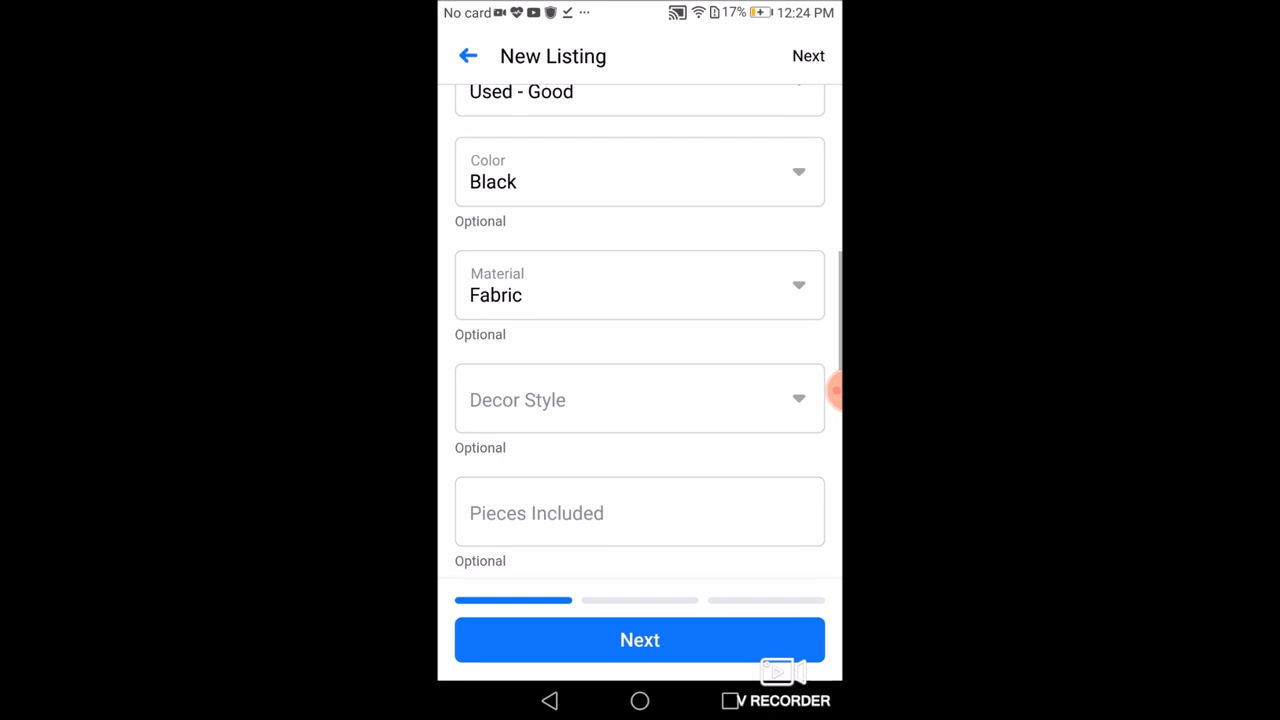 No card ... 17% 12:24 PM
New Listing Next
Used - Good
Color
Black
Optional
Material
Fabric
Optional
Decor Style
Optional
Pieces Included
Optional
Next
V RECORDER